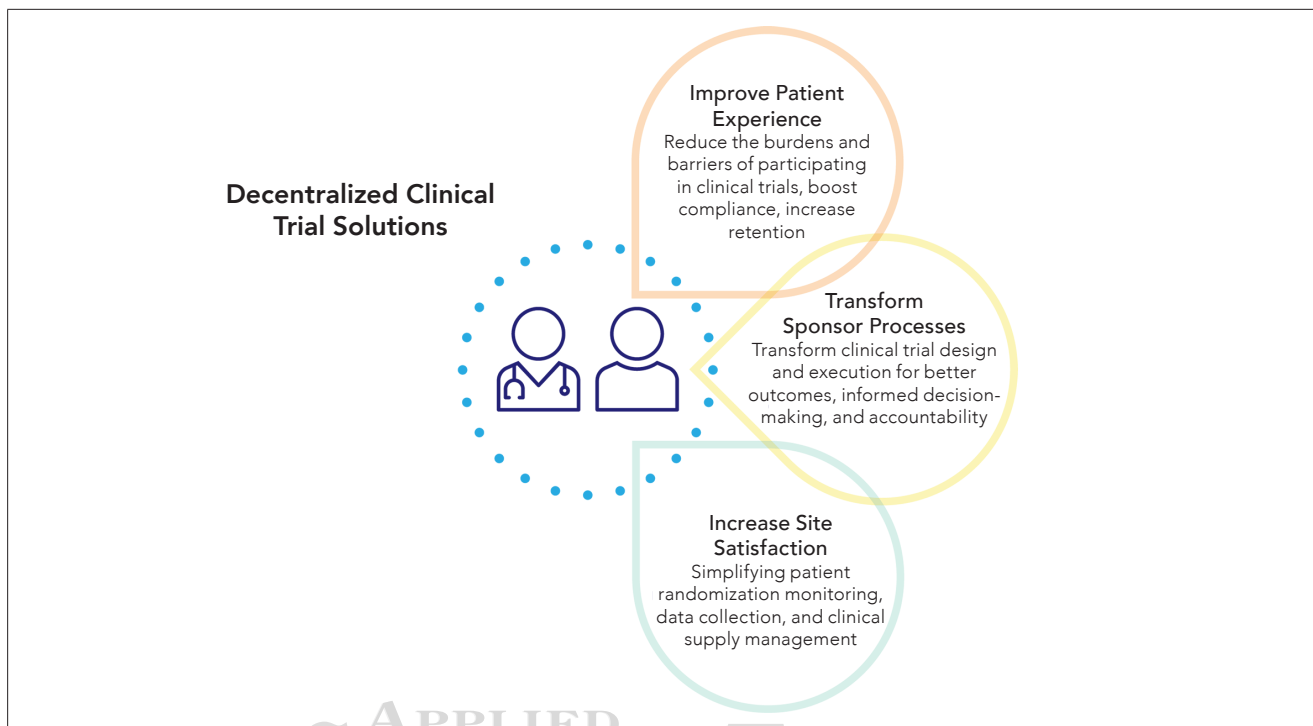 Decentralized Clinical
Trial Solutions
Improve Patient
Experience
Reduce the burdens and
barriers of participating
in clinical trials, boost
compliance, increase
retention
Transform
Sponsor Processes
Transform clinical trial design
and execution for better
outcomes, informed decision-
making, and accountability
Increase Site
Satisfaction
Simplifying patient
randomization monitoring,
data collection, and clinical
supply management
APPLIED